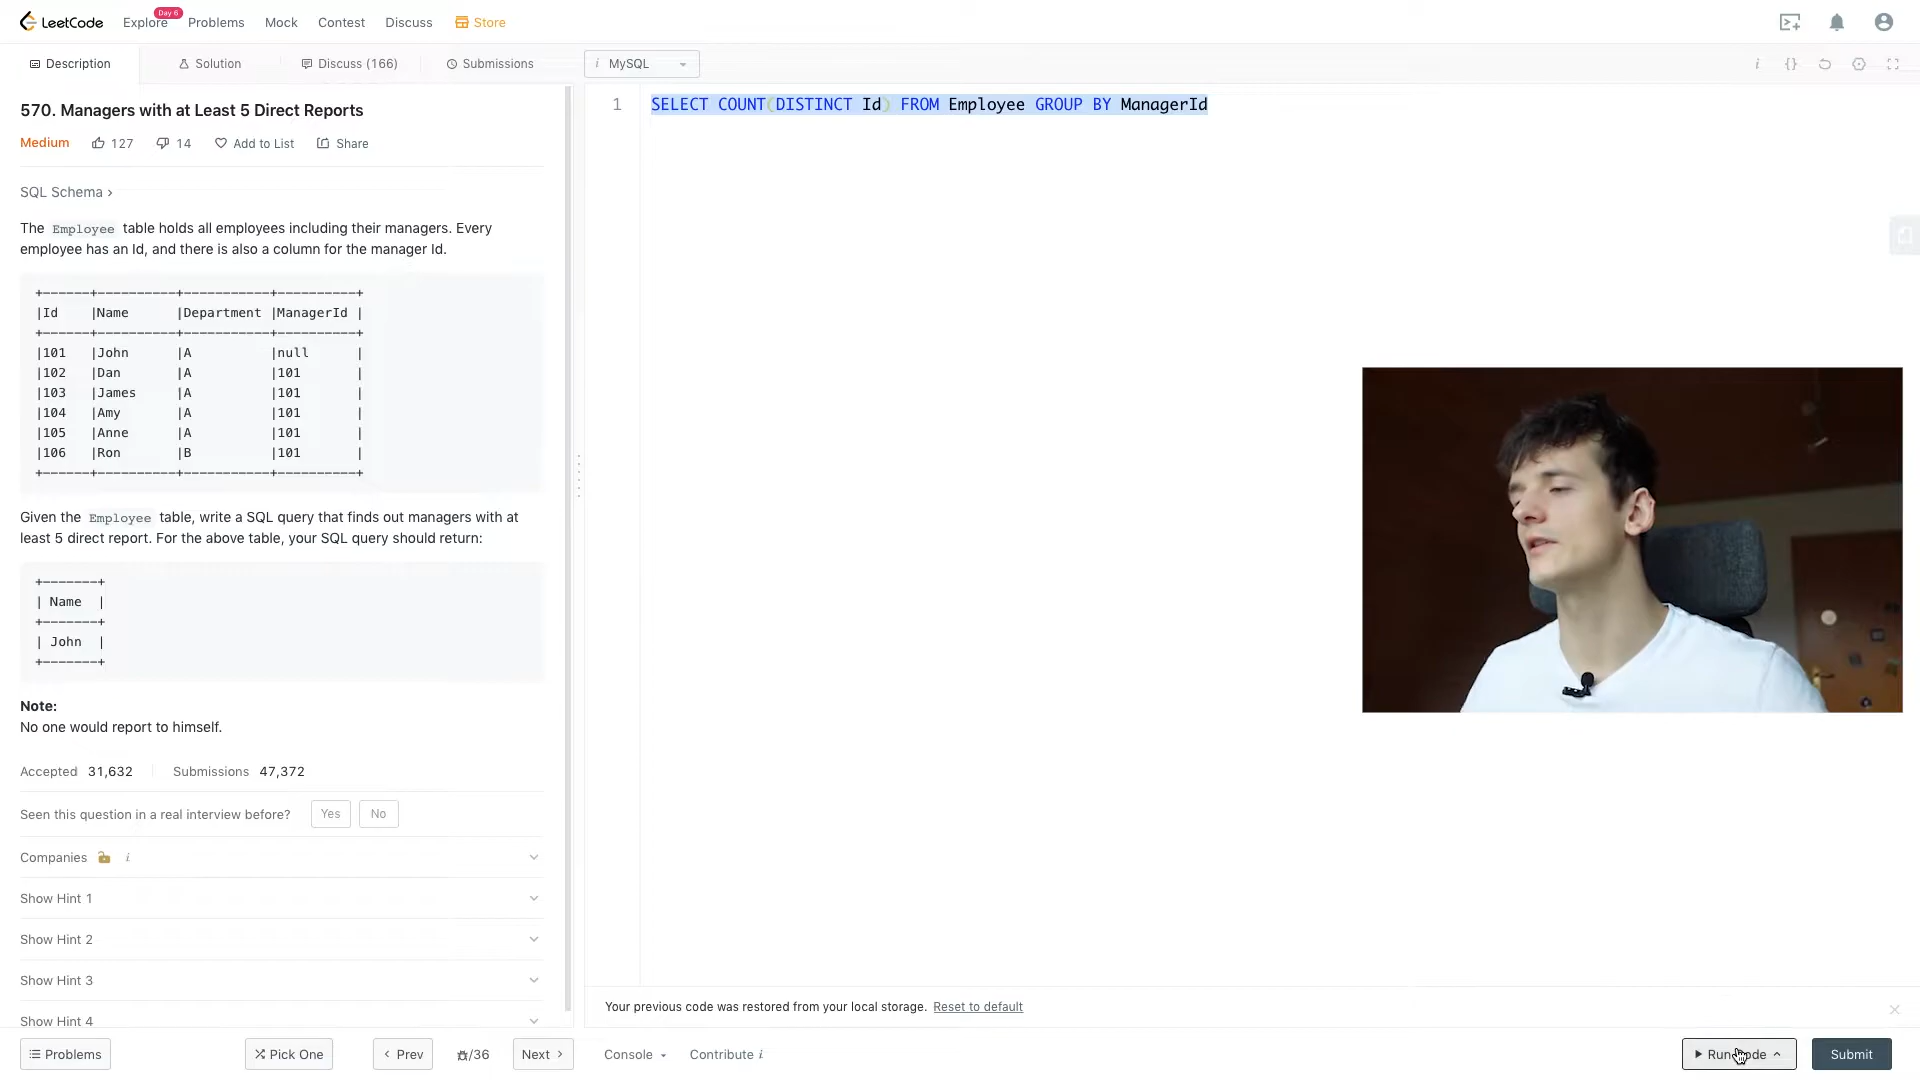 LeetCode
Explore
Day 6
Problems
Mock
Contest
Discuss
Store
Description
Solution
Discuss (166)
Submissions
i MySQL
570. Managers with at Least 5 Direct Reports
Medium
127
14
Add to List
Share
SQL Schema ›
The Employee table holds all employees including their managers. Every
employee has an Id, and there is also a column for the manager Id.
+------+----------+-----------+----------+
|Id    |Name      |Department |ManagerId |
+------+----------+-----------+----------+
|101   |John      |A          |null      |
|102   |Dan       |A          |101       |
|103   |James     |A          |101       |
|104   |Amy       |A          |101       |
|105   |Anne      |A          |101       |
|106   |Ron       |B          |101       |
+------+----------+-----------+----------+
Given the Employee table, write a SQL query that finds out managers with at
least 5 direct report. For the above table, your SQL query should return:
+-------+
| Name  |
+-------+
| John  |
+-------+
Note:
No one would report to himself.
Accepted 31,632
Submissions 47,372
Seen this question in a real interview before?
Yes
No
Companies i
Show Hint 1
Show Hint 2
Show Hint 3
Show Hint 4
1 SELECT COUNT(DISTINCT Id) FROM Employee GROUP BY ManagerId
Your previous code was restored from your local storage. Reset to default
Problems
Pick One
‹ Prev
/36
Next ›
Console
Contribute i
Submit